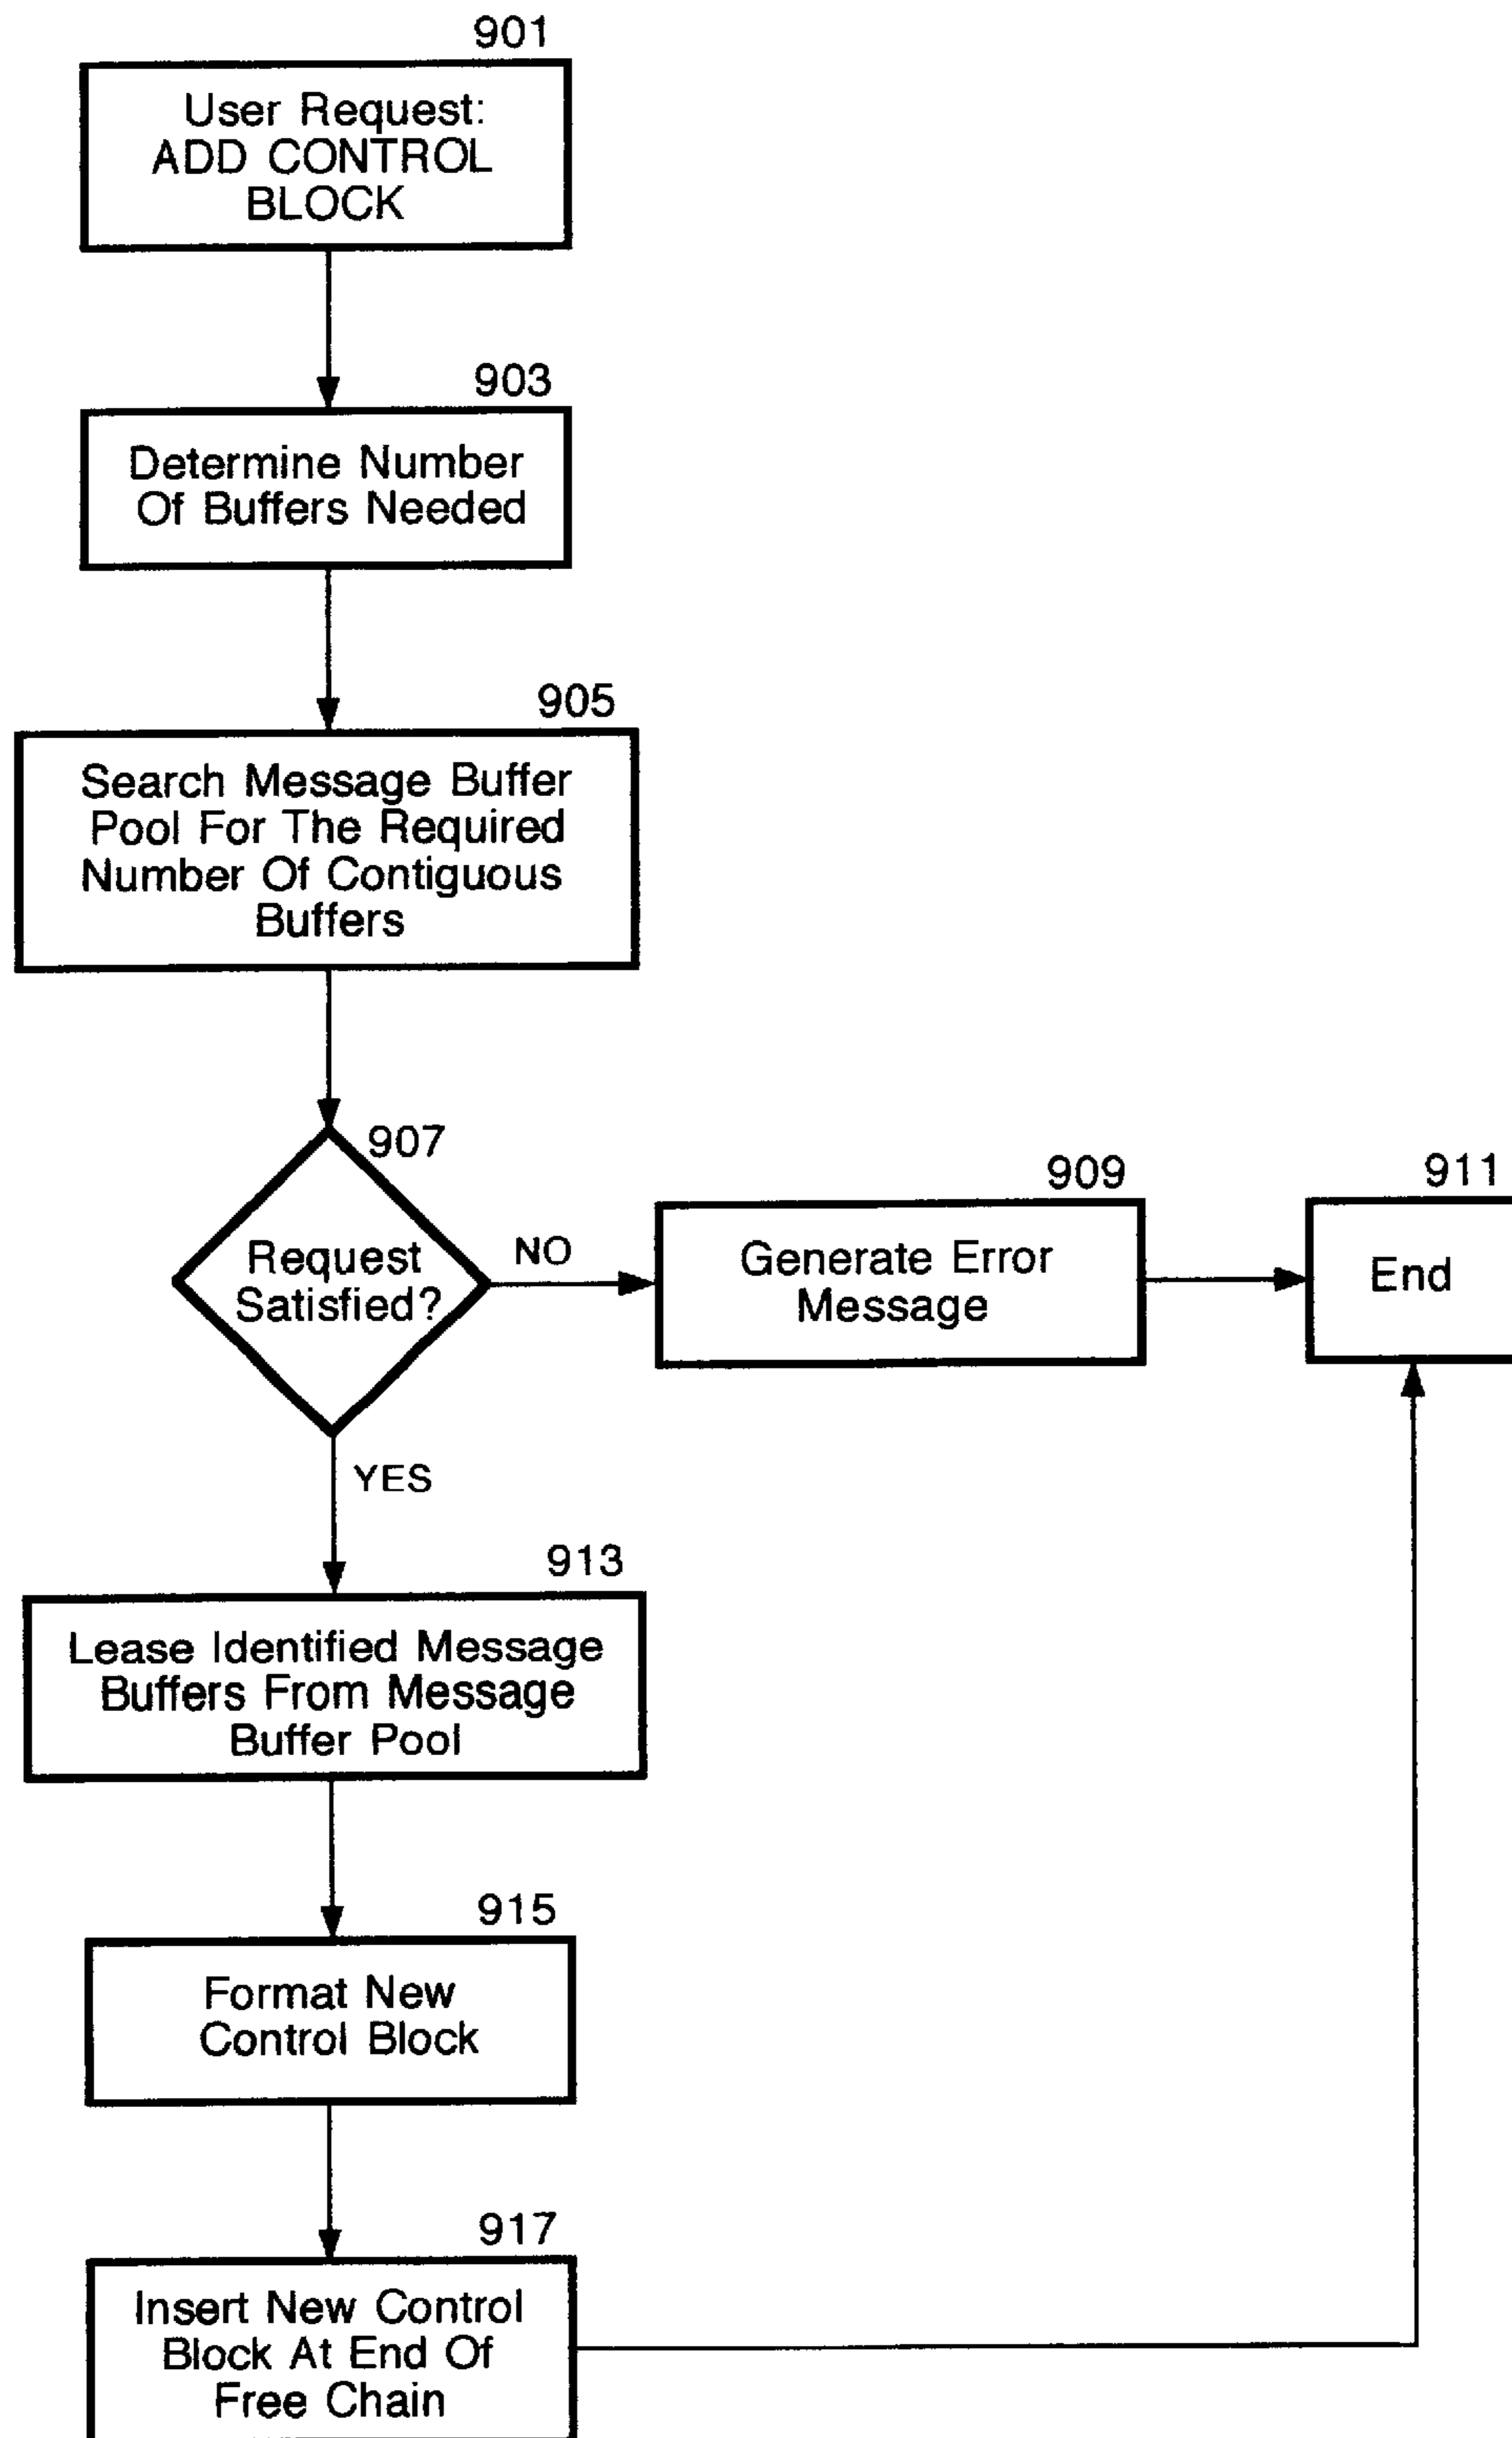 901
User Request:
ADD CONTROL
BLOCK
903
Determine Number
Of Buffers Needed
905
Search Message Buffer
Pool For The Required
Number Of Contiguous
Buffers
907
Request
Satisfied?
NO
909
Generate Error
Message
911
End
YES
913
Lease Identified Message
Buffers From Message
Buffer Pool
915
Format New
Control Block
917
Insert New Control
Block At End Of
Free Chain